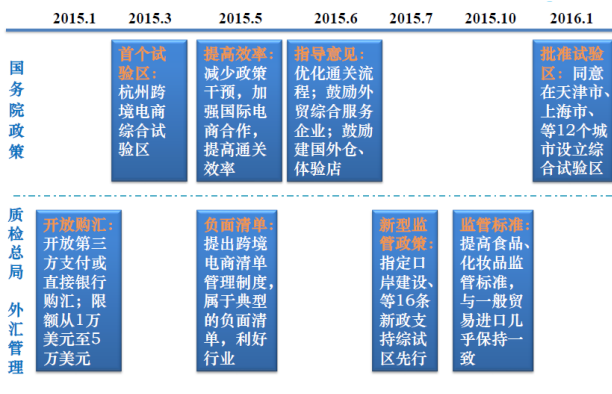 2015.1 2015.3 2015.5 2015.6 2015.7 2015.10 2016.1
国务院政策
首个试
验区：
杭州跨
境电商
综合试
验区
提高效率：
减少政策
干预，加
强国际电
商合作，
提高通关
效率
指导意见：
优化通关流
程；鼓励外
贸综合服务
企业；鼓励
建国外仓、
体验店
批准试验
区：同意
在天津市、
上海市、
等12个城
市设立综
合试验区
质检总局 外汇管理
开放购汇：
开放第三
方支付或
直接银行
购汇；限
额从1万
美元至5
万美元
负面清单：
提出跨境
电商清单
管理制度，
属于典型
的负面清
单，利好
行业
新型监
管政策：
指定口
岸建设、
等16条
新政支
持综试
区先行
监管标准：
提高食品、
化妆品监
管标准，
与一般贸
易进口几
乎保持一
致